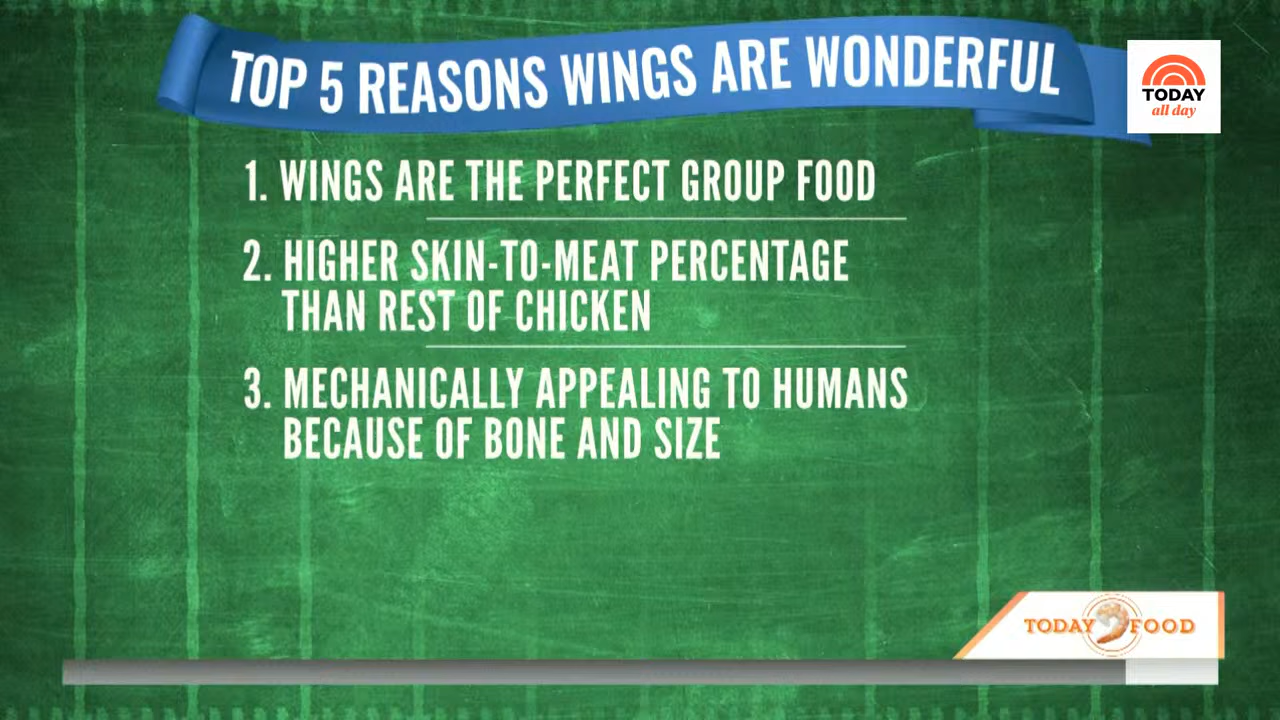 TOP 5 REASONS WINGS ARE WONDERFUL
TODAY
all day
1. WINGS ARE THE PERFECT GROUP FOOD
2. HIGHER SKIN-TO-MEAT PERCENTAGE
THAN REST OF CHICKEN
3. MECHANICALLY APPEALING TO HUMANS
BECAUSE OF BONE AND SIZE
TODAY FOOD